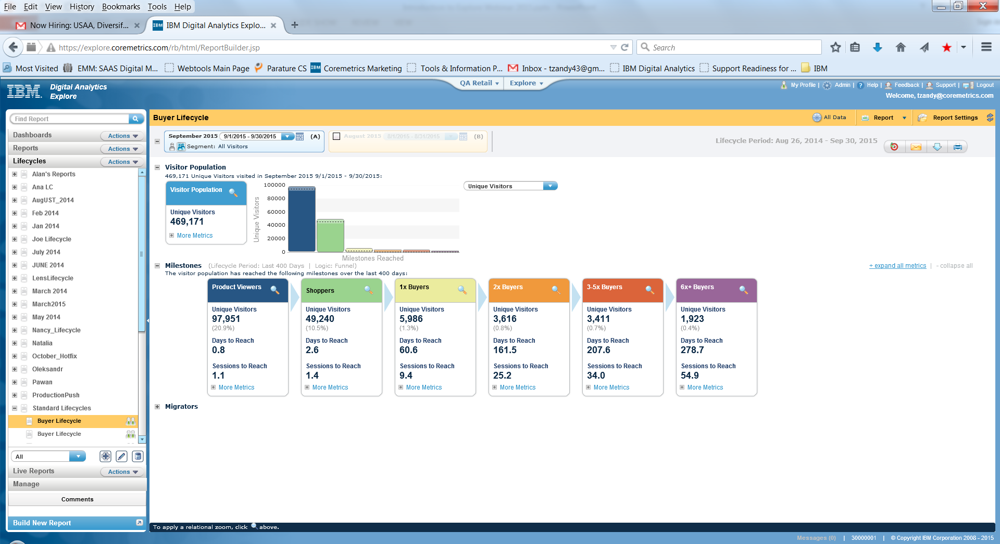 File Edit View History Bookmarks Tools Help
Now Hiring: USAA, Diversif...
IBM IBM Digital Analytics Explo...
https://explore.coremetrics.com/rb/html/ReportBuilder.jsp
Search
Most Visited EMM: SAAS Digital M... Webtools Main Page Parature CS IBM Coremetrics Marketing Tools & Information P... Inbox - tzandy43@gm... IBM Digital Analytics Support Readiness for ... IBM
IBM. Digital Analytics
Explore
QA Retail Explore
My Profile | Admin | Help | Feedback | Support | Logout
Welcome, tzandy@coremetrics.com
Find Report
Dashboards Actions
Reports Actions
Lifecycles Actions
Alan's Reports
Ana LC
AugUST_2014
Feb 2014
Jan 2014
Joe Lifecycle
July 2014
JUNE 2014
LensLifecycle
March 2014
March2015
May 2014
Nancy_Lifecycle
Natalia
October_Hotfix
Oleksandr
Pawan
ProductionPush
Standard Lifecycles
Buyer Lifecycle
Buyer Lifecycle
All
Live Reports Actions
Manage
Comments
Build New Report
Buyer Lifecycle
All Data Report Report Settings
September 2015 9/1/2015 - 9/30/2015 (A)
Segment: All Visitors
August 2015 8/1/2015 - 8/31/2015 (B)
Lifecycle Period: Aug 26, 2014 - Sep 30, 2015
Visitor Population
469,171 Unique Visitors visited in September 2015 9/1/2015 - 9/30/2015:
Visitor Population
Unique Visitors
469,171
More Metrics
Unique Visitors
100000
80000
60000
40000
20000
0
Milestones Reached
Unique Visitors
Milestones (Lifecycle Period: Last 400 Days | Logic: Funnel)
+ expand all metrics | - collapse all
The visitor population has reached the following milestones over the last 400 days:
Product Viewers
Unique Visitors
97,951
(20.9%)
Days to Reach
0.8
Sessions to Reach
1.1
More Metrics
Shoppers
Unique Visitors
49,240
(10.5%)
Days to Reach
2.6
Sessions to Reach
1.4
More Metrics
1x Buyers
Unique Visitors
5,986
(1.3%)
Days to Reach
60.6
Sessions to Reach
9.4
More Metrics
2x Buyers
Unique Visitors
3,616
(0.8%)
Days to Reach
161.5
Sessions to Reach
25.2
More Metrics
3-5x Buyers
Unique Visitors
3,411
(0.7%)
Days to Reach
207.6
Sessions to Reach
34.0
More Metrics
6x+ Buyers
Unique Visitors
1,923
(0.4%)
Days to Reach
278.7
Sessions to Reach
54.9
More Metrics
Migrators
To apply a relational zoom, click above.
Messages (0) | 30000001 | © Copyright IBM Corporation 2008 - 2015